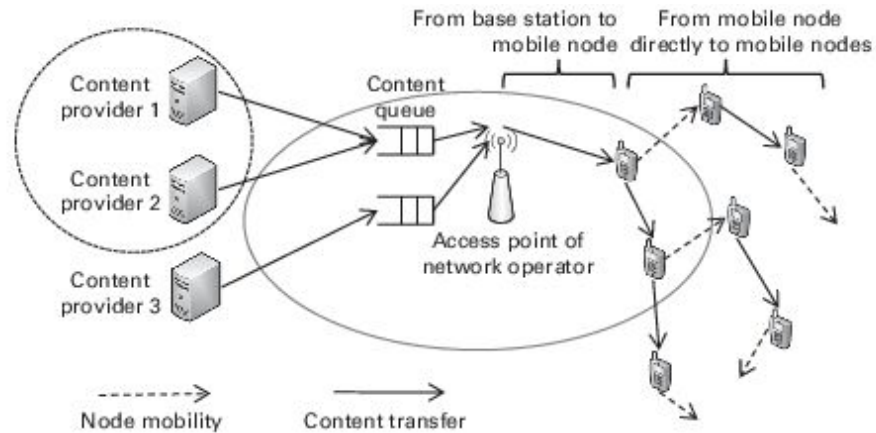 From base station to
mobile node
From mobile node
directly to mobile nodes
Content
provider 1
Content
queue
Content
provider 2
Access point of
network operator
Content
provider 3
Node mobility
Content transfer